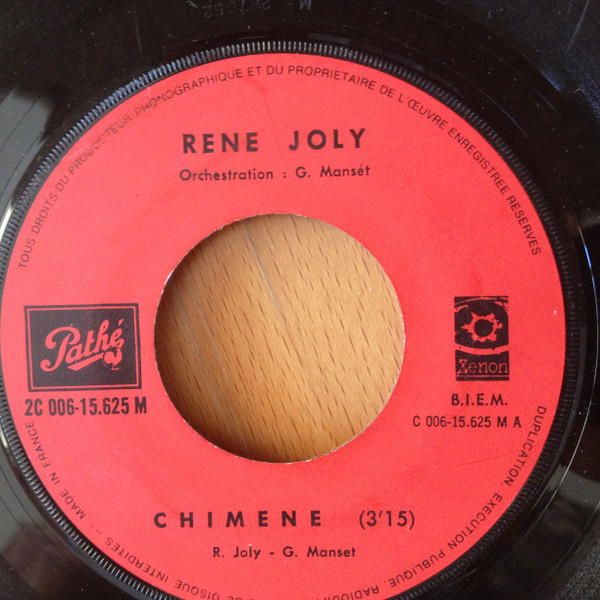 TOUS DROITS DU PRODUCTEUR PHONOGRAPHIQUE ET DU PROPRIETAIRE DE L'ŒUVRE ENREGISTREE RESERVES
RENE JOLY
Orchestration : G. Mansét
Pathé
Xenon
2C 006-15.625 M
B.I.E.M.
C 006-15.625 M A
CHIMENE (3'15)
R. Joly - G. Manset
DUPLICATION, EXECUTION PUBLIQUE, RADIODIFF
DE DISQUE INTERDITES -- MADE IN FRANCE